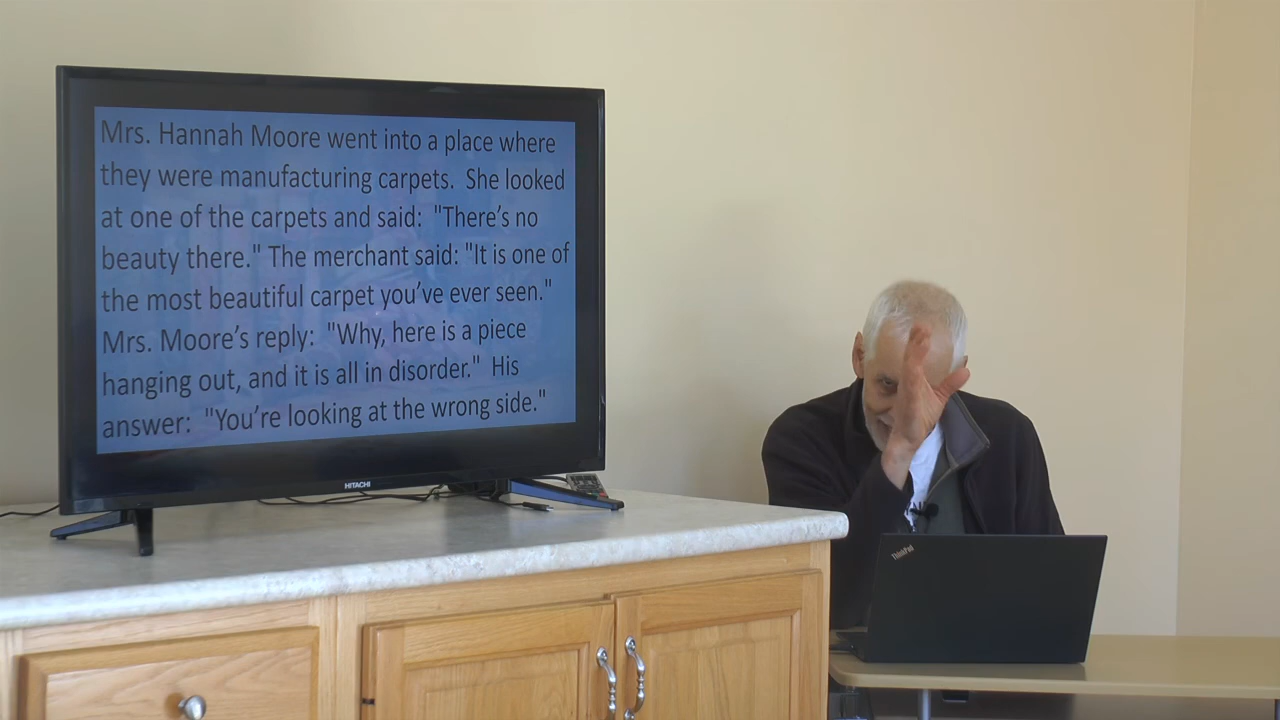 Mrs. Hannah Moore went into a place where
they were manufacturing carpets.  She looked
at one of the carpets and said:  "There's no
beauty there." The merchant said: "It is one of
the most beautiful carpet you've ever seen."
Mrs. Moore's reply:  "Why, here is a piece
hanging out, and it is all in disorder."  His
answer:  "You're looking at the wrong side."
HITACHI
ThinkPad